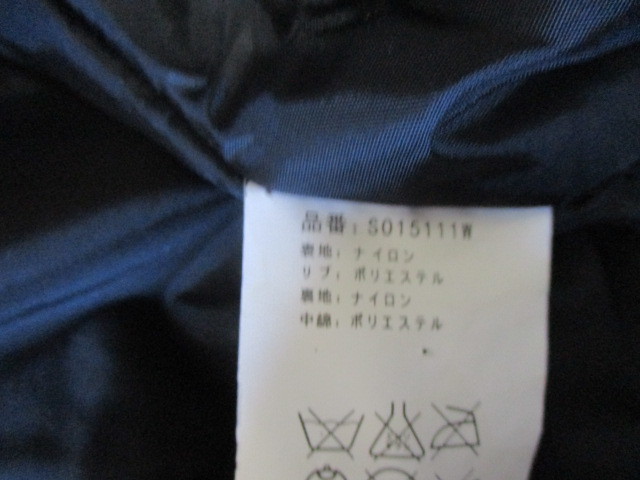 品番: S015111W
表地: ナイロン
リブ: ポリエステル
裏地: ナイロン
中綿: ポリエステル